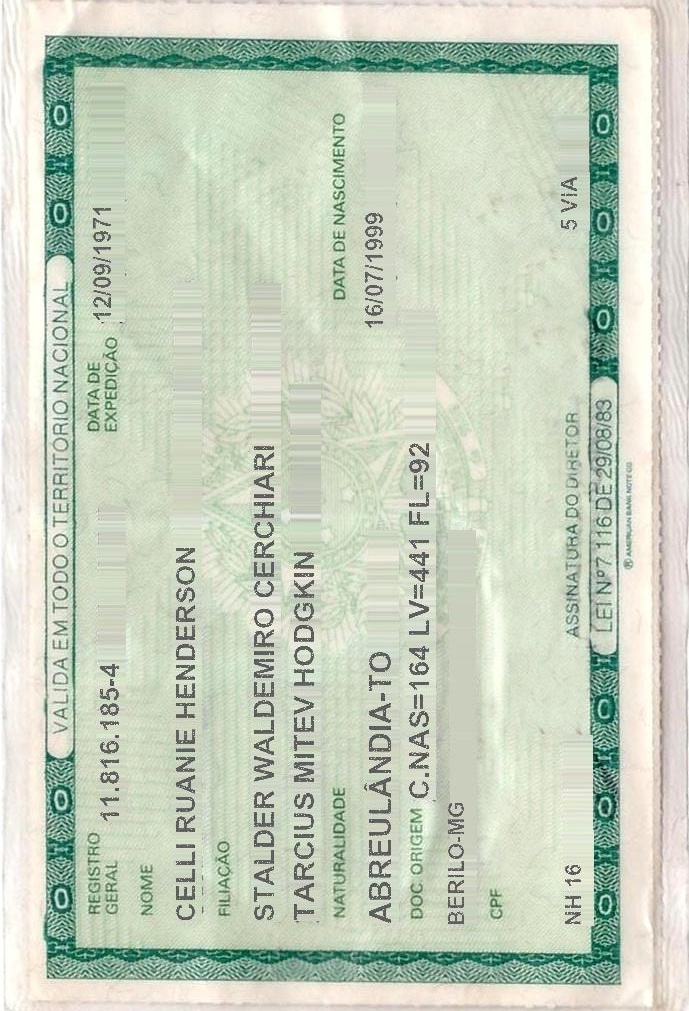 VALIDA EM TODO O TERRITÓRIO NACIONAL
REGISTRO GERAL 11.816.185-4 DATA DE EXPEDIÇÃO 12/09/1971
NOME
CELLI RUANIE HENDERSON
FILIAÇÃO
STALDER WALDEMIRO CERCHIARI
TARCIUS MITEV HODGKIN
NATURALIDADE DATA DE NASCIMENTO
ABREULÂNDIA-TO 16/07/1999
DOC. ORIGEM C.NAS=164 LV=441 FL=92
BERILO-MG
CPF
NH 16 ASSINATURA DO DIRETOR 5 VIA
LEI Nº 7.116 DE 29/08/83
® AMERICAN BANK NOTE CO